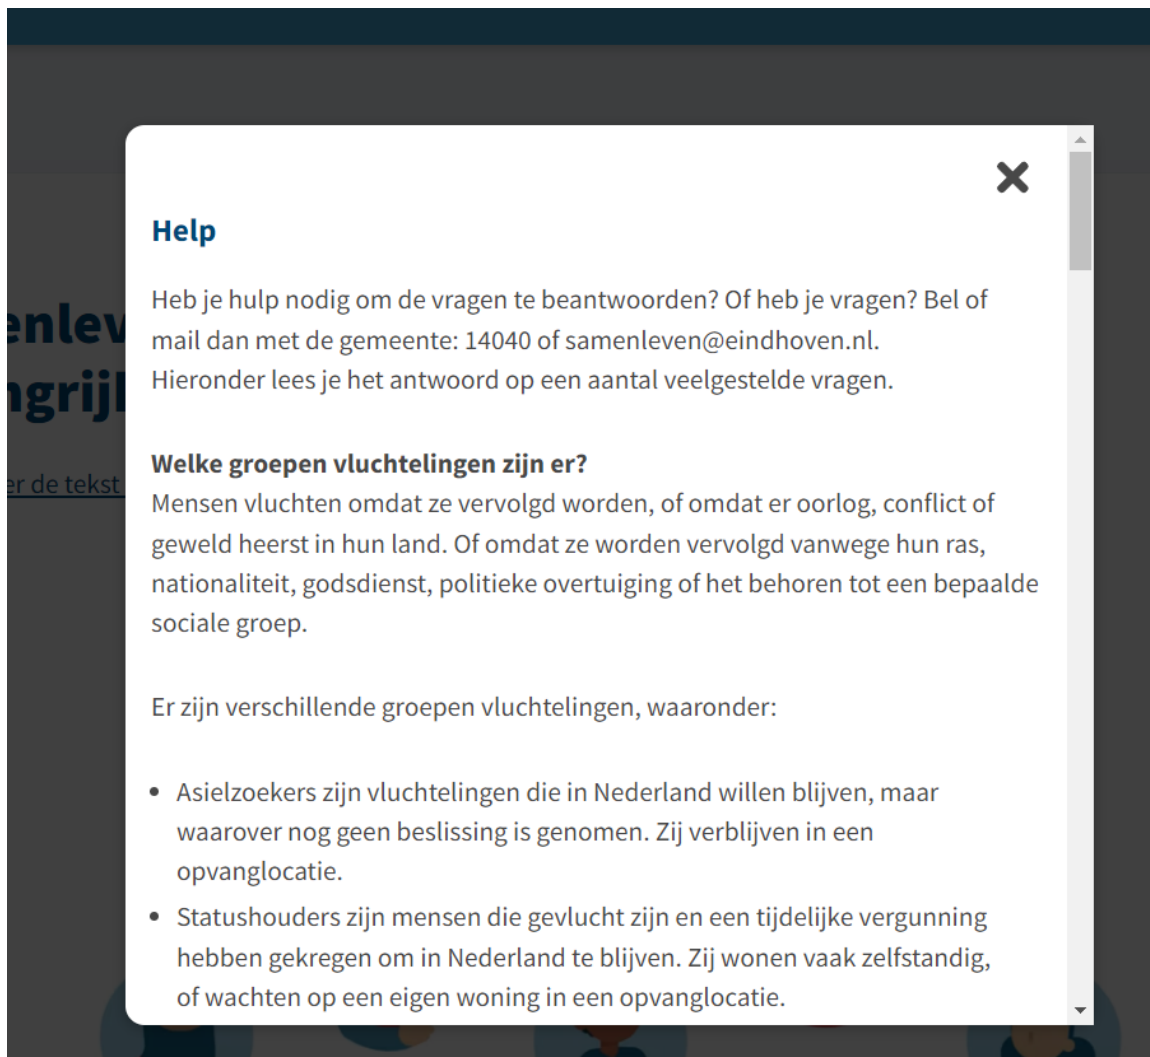 Help
Heb je hulp nodig om de vragen te beantwoorden? Of heb je vragen? Bel of
mail dan met de gemeente: 14040 of samenleven@eindhoven.nl.
Hieronder lees je het antwoord op een aantal veelgestelde vragen.
Welke groepen vluchtelingen zijn er?
Mensen vluchten omdat ze vervolgd worden, of omdat er oorlog, conflict of
geweld heerst in hun land. Of omdat ze worden vervolgd vanwege hun ras,
nationaliteit, godsdienst, politieke overtuiging of het behoren tot een bepaalde
sociale groep.
Er zijn verschillende groepen vluchtelingen, waaronder:
• Asielzoekers zijn vluchtelingen die in Nederland willen blijven, maar
waarover nog geen beslissing is genomen. Zij verblijven in een
opvanglocatie.
• Statushouders zijn mensen die gevlucht zijn en een tijdelijke vergunning
hebben gekregen om in Nederland te blijven. Zij wonen vaak zelfstandig,
of wachten op een eigen woning in een opvanglocatie.
de tekst